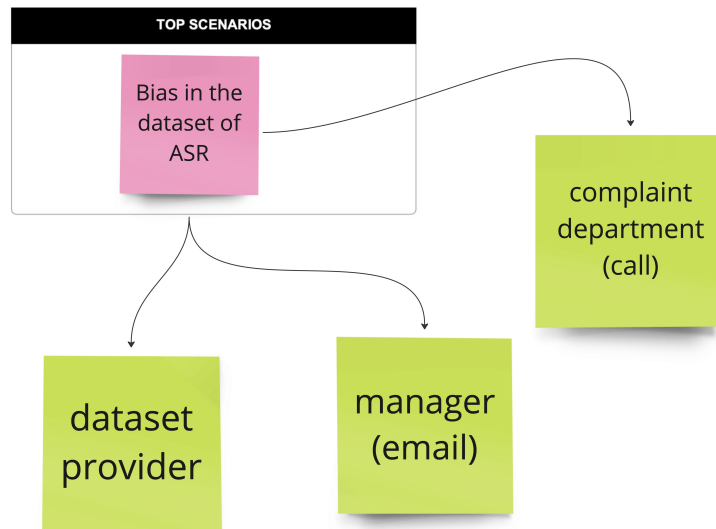 TOP SCENARIOS
Bias in the
dataset of
ASR
complaint
department
(call)
dataset
provider
manager
(email)